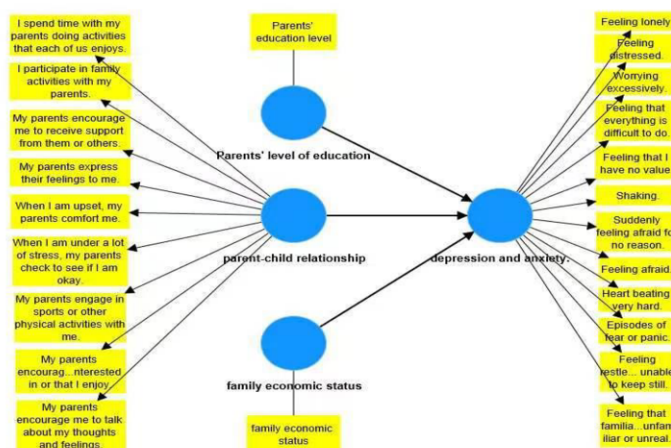 I spend time with my
parents doing activities
that each of us enjoys.
I participate in family
activities with my
parents.
My parents encourage
me to receive support
from them or others.
My parents express
their feelings to me.
When I am upset, my
parents comfort me.
When I am under a lot
of stress, my parents
check to see if I am
okay.
My parents engage in
sports or other
physical activities with
me.
My parents
encourag...nterested
in or that I enjoy.
My parents
encourage me to talk
about my thoughts
and feelings.
Parents'
education level
Parents' level of education
parent-child relationship
family economic status
family economic
status
depression and anxiety.
Feeling lonely
Feeling
distressed.
Worrying
excessively.
Feeling that
everything is
difficult to do.
Feeling that I
have no value
Shaking.
Suddenly
feeling afraid fo
no reason.
Feeling afraid.
Heart beating
very hard.
Episodes of
fear or panic.
Feeling
restle... unable
to keep still.
Feeling that
familia...unfam
iliar or unreal